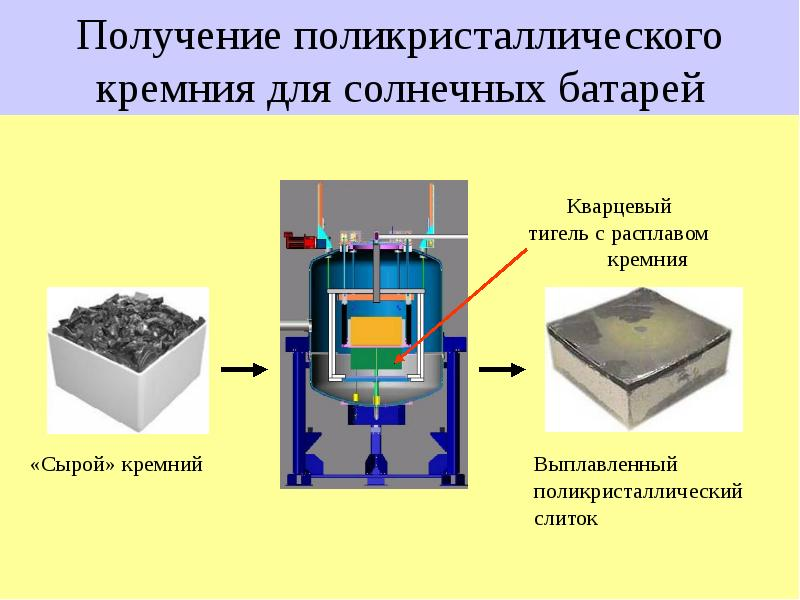 Получение поликристаллического
кремния для солнечных батарей
Кварцевый
тигель с расплавом
кремния
«Сырой» кремний
Выплавленный
поликристаллический
слиток